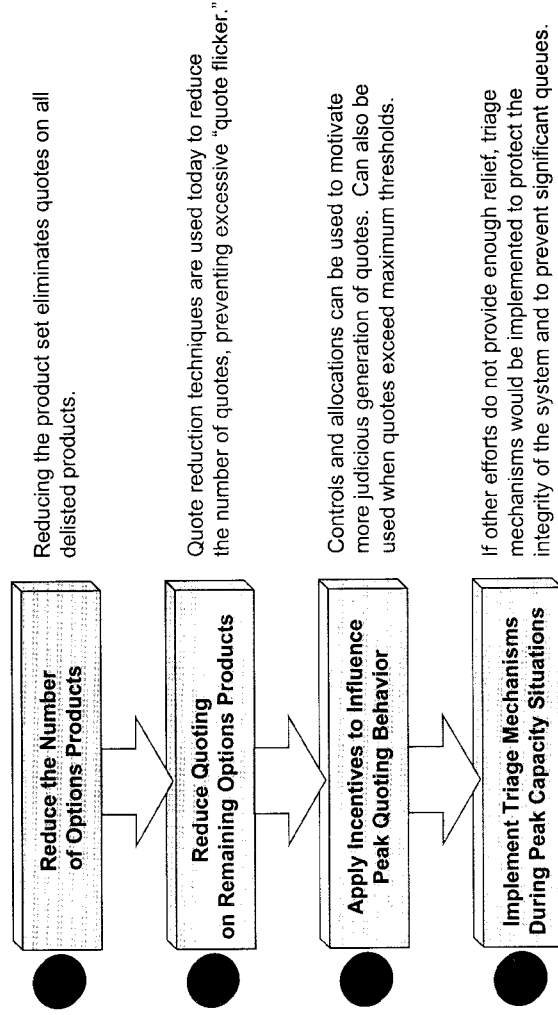 Reduce the Number
of Options Products
Reducing the product set eliminates quotes on all
delisted products.
Reduce Quoting
on Remaining Options Products
Quote reduction techniques are used today to reduce
the number of quotes, preventing excessive “quote flicker.”
Apply Incentives to Influence
Peak Quoting Behavior
Controls and allocations can be used to motivate
more judicious generation of quotes.  Can also be
used when quotes exceed maximum thresholds.
Implement Triage Mechanisms
During Peak Capacity Situations
If other efforts do not provide enough relief, triage
mechanisms would be implemented to protect the
integrity of the system and to prevent significant queues.